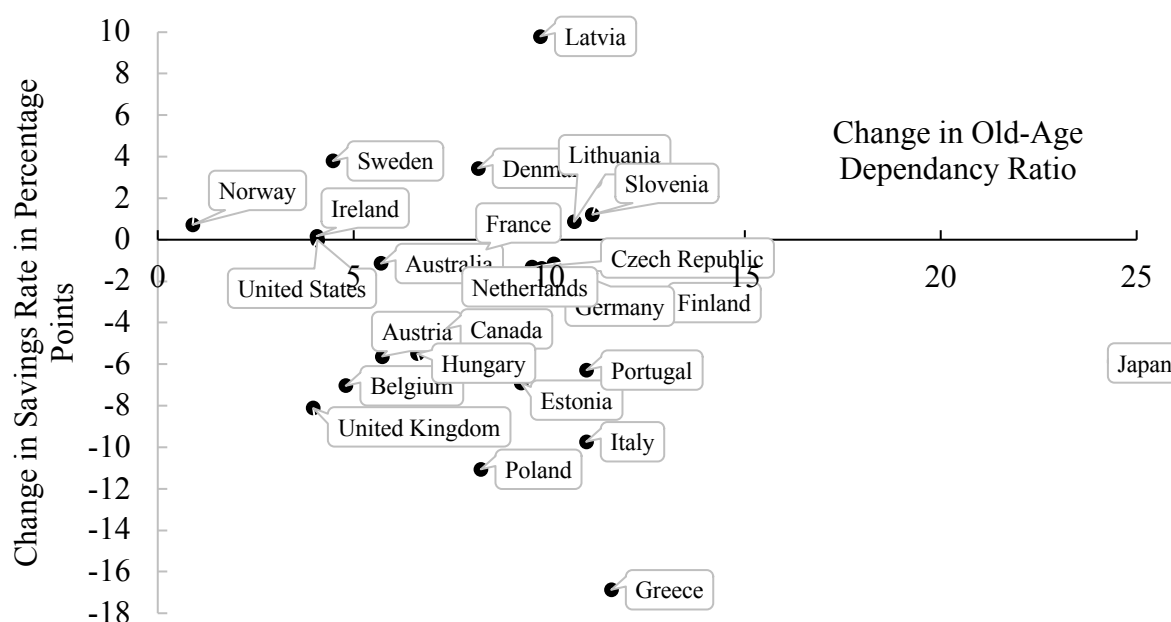 Change in Savings Rate in Percentage
Points
10
8
6
4
2
0
-2
-4
-6
-8
-10
-12
-14
-16
-18
0
5
10
15
20
25
Change in Old-Age
Dependancy Ratio
Latvia
Sweden
Norway
Ireland
United States
Lithuania
Slovenia
France
Australia
Czech Republic
Netherlands
Germany
Finland
Austria
Canada
Hungary
Belgium
Portugal
Japan
Estonia
United Kingdom
Italy
Poland
Greece